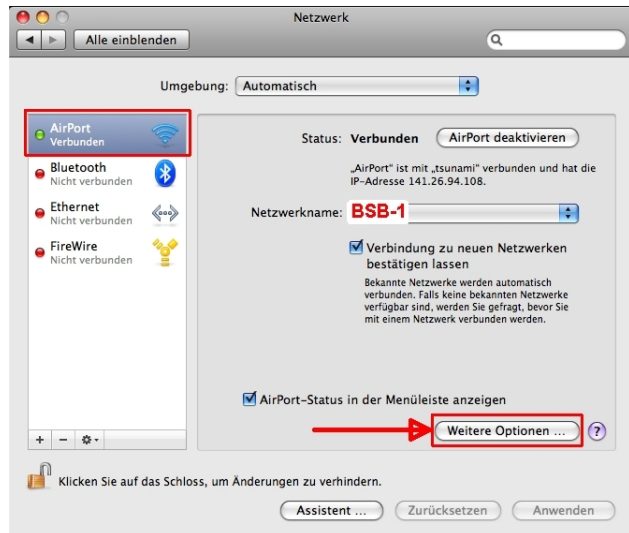 Netzwerk
Alle einblenden
Umgebung: Automatisch
AirPort
Verbunden
Bluetooth
Nicht verbunden
Ethernet
Nicht verbunden
FireWire
Nicht verbunden
Status: Verbunden AirPort deaktivieren
„AirPort“ ist mit „tsunami“ verbunden und hat die
IP-Adresse 141.26.94.108.
Netzwerkname: BSB-1
Verbindung zu neuen Netzwerken
bestätigen lassen
Bekannte Netzwerke werden automatisch
verbunden. Falls keine bekannten Netzwerke
verfügbar sind, werden Sie gefragt, bevor Sie
mit einem Netzwerk verbunden werden.
AirPort-Status in der Menüleiste anzeigen
Weitere Optionen ... ?
Klicken Sie auf das Schloss, um Änderungen zu verhindern.
Assistent ... Zurücksetzen Anwenden